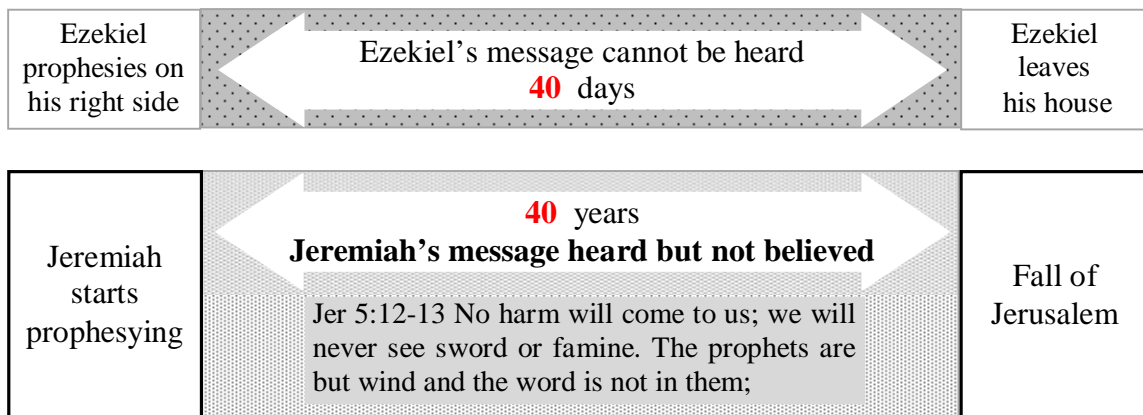 Ezekiel
prophesies on
his right side
Ezekiel’s message cannot be heard
40 days
Ezekiel
leaves
his house
Jeremiah
starts
prophesying
40 years
Jeremiah’s message heard but not believed
Jer 5:12-13 No harm will come to us; we will
never see sword or famine. The prophets are
but wind and the word is not in them;
Fall of
Jerusalem